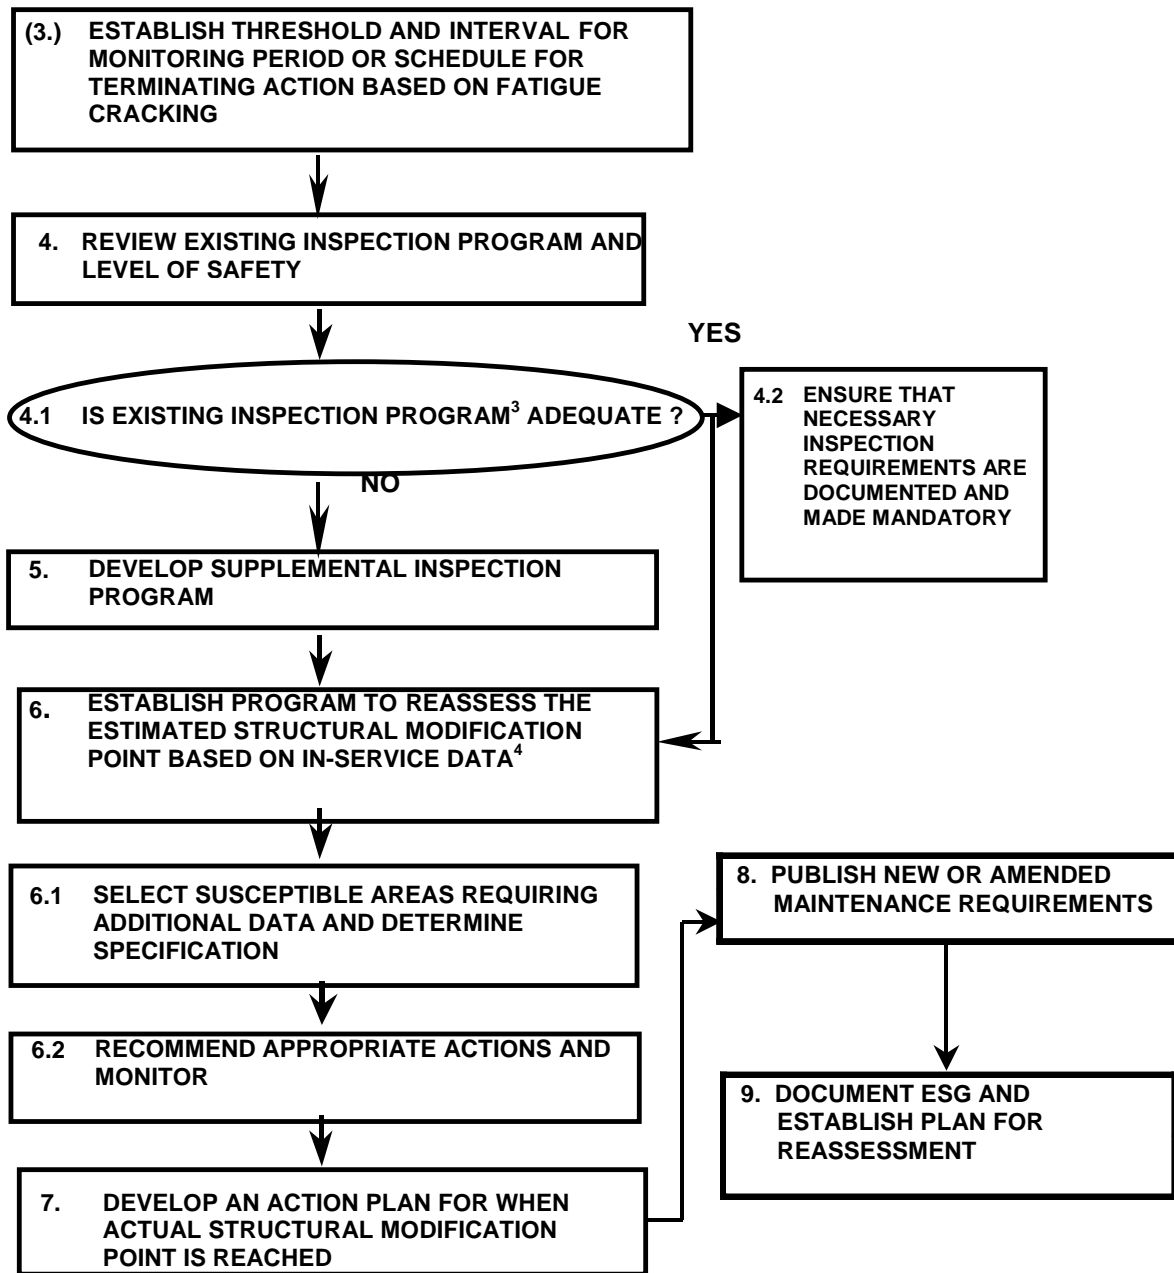 (3.) ESTABLISH THRESHOLD AND INTERVAL FOR
MONITORING PERIOD OR SCHEDULE FOR
TERMINATING ACTION BASED ON FATIGUE
CRACKING
4. REVIEW EXISTING INSPECTION PROGRAM AND
LEVEL OF SAFETY
YES
4.1 IS EXISTING INSPECTION PROGRAM³ ADEQUATE ?
4.2 ENSURE THAT
NECESSARY
INSPECTION
REQUIREMENTS ARE
DOCUMENTED AND
MADE MANDATORY
NO
5. DEVELOP SUPPLEMENTAL INSPECTION
PROGRAM
6. ESTABLISH PROGRAM TO REASSESS THE
ESTIMATED STRUCTURAL MODIFICATION
POINT BASED ON IN-SERVICE DATA⁴
6.1 SELECT SUSCEPTIBLE AREAS REQUIRING
ADDITIONAL DATA AND DETERMINE
SPECIFICATION
6.2 RECOMMEND APPROPRIATE ACTIONS AND
MONITOR
7. DEVELOP AN ACTION PLAN FOR WHEN
ACTUAL STRUCTURAL MODIFICATION
POINT IS REACHED
8. PUBLISH NEW OR AMENDED
MAINTENANCE REQUIREMENTS
9. DOCUMENT ESG AND
ESTABLISH PLAN FOR
REASSESSMENT